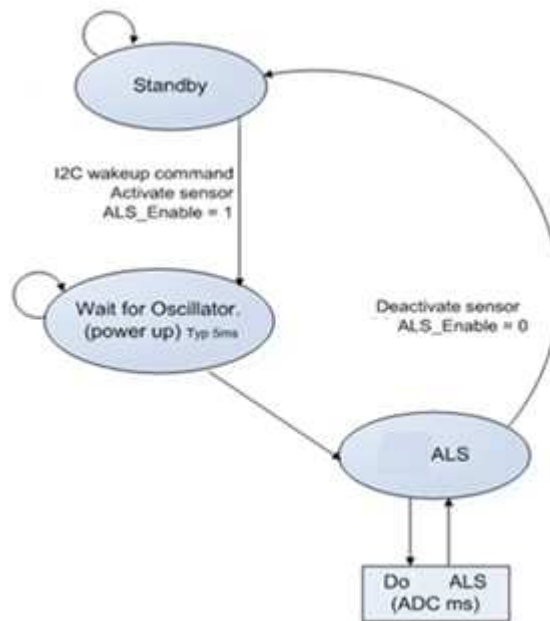 Standby
I2C wakeup command
Activate sensor
ALS_Enable = 1
Wait for Oscillator.
(power up) Typ 5ms
Deactivate sensor
ALS_Enable = 0
ALS
Do ALS
(ADC ms)